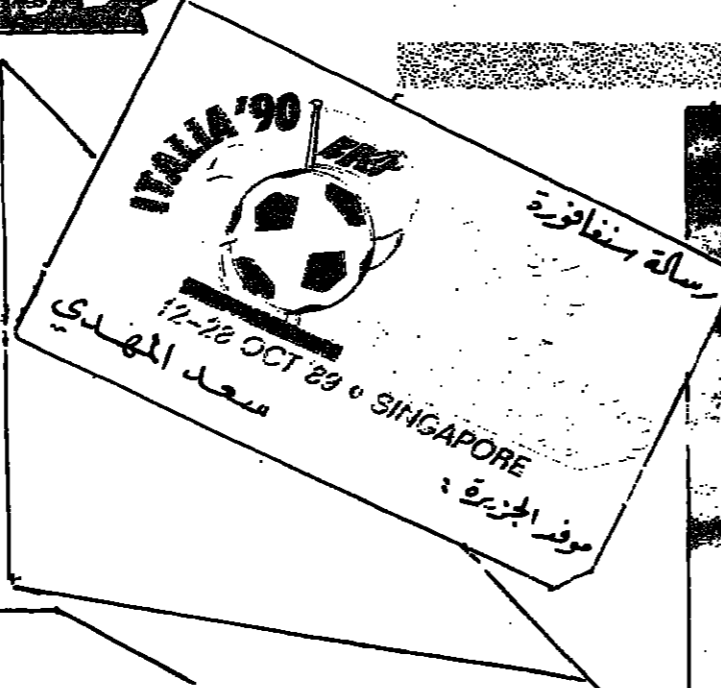 ITALIA '90
رسالة سنغافورة
12-28 OCT 89 • SINGAPORE
موفد الجزيرة :
سعد المهدي